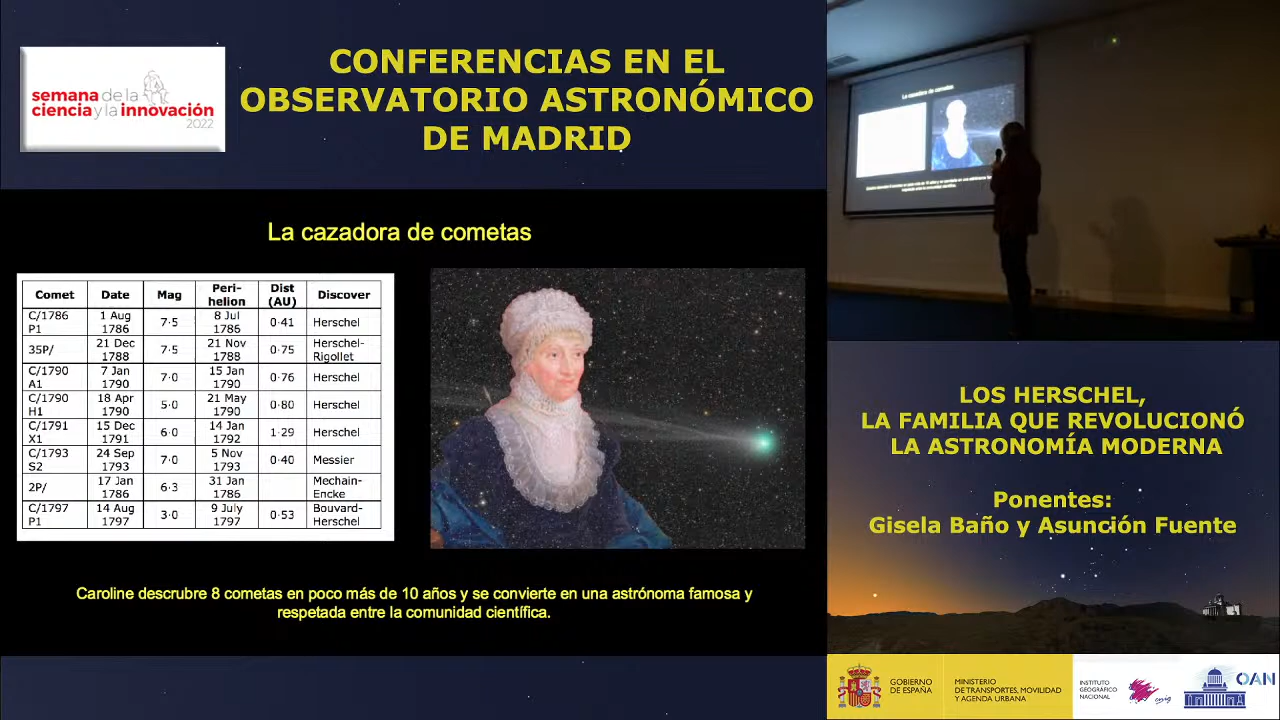 semana de la
ciencia y la innovación
2022
CONFERENCIAS EN EL
OBSERVATORIO ASTRONÓMICO
DE MADRID
La cazadora de cometas
Comet Date Mag Peri-helion Dist (AU) Discover
C/1786 P1 1 Aug 1786 7·5 8 Jul 1786 0·41 Herschel
35P/ 21 Dec 1788 7·5 21 Nov 1788 0·75 Herschel-Rigollet
C/1790 A1 7 Jan 1790 7·0 15 Jan 1790 0·76 Herschel
C/1790 H1 18 Apr 1790 5·0 21 May 1790 0·80 Herschel
C/1791 X1 15 Dec 1791 6·0 14 Jan 1792 1·29 Herschel
C/1793 S2 24 Sep 1793 7·0 5 Nov 1793 0·40 Messier
2P/ 17 Jan 1786 6·3 31 Jan 1786 Mechain-Encke
C/1797 P1 14 Aug 1797 3·0 9 July 1797 0·53 Bouvard-Herschel
Caroline descrubre 8 cometas en poco más de 10 años y se convierte en una astrónoma famosa y
respetada entre la comunidad científica.
La cazadora de cometas
LOS HERSCHEL,
LA FAMILIA QUE REVOLUCIONÓ
LA ASTRONOMÍA MODERNA
Ponentes:
Gisela Baño y Asunción Fuente
GOBIERNO
DE ESPAÑA
MINISTERIO
DE TRANSPORTES, MOVILIDAD
Y AGENDA URBANA
INSTITUTO
GEOGRÁFICO
NACIONAL
cnig
OAN